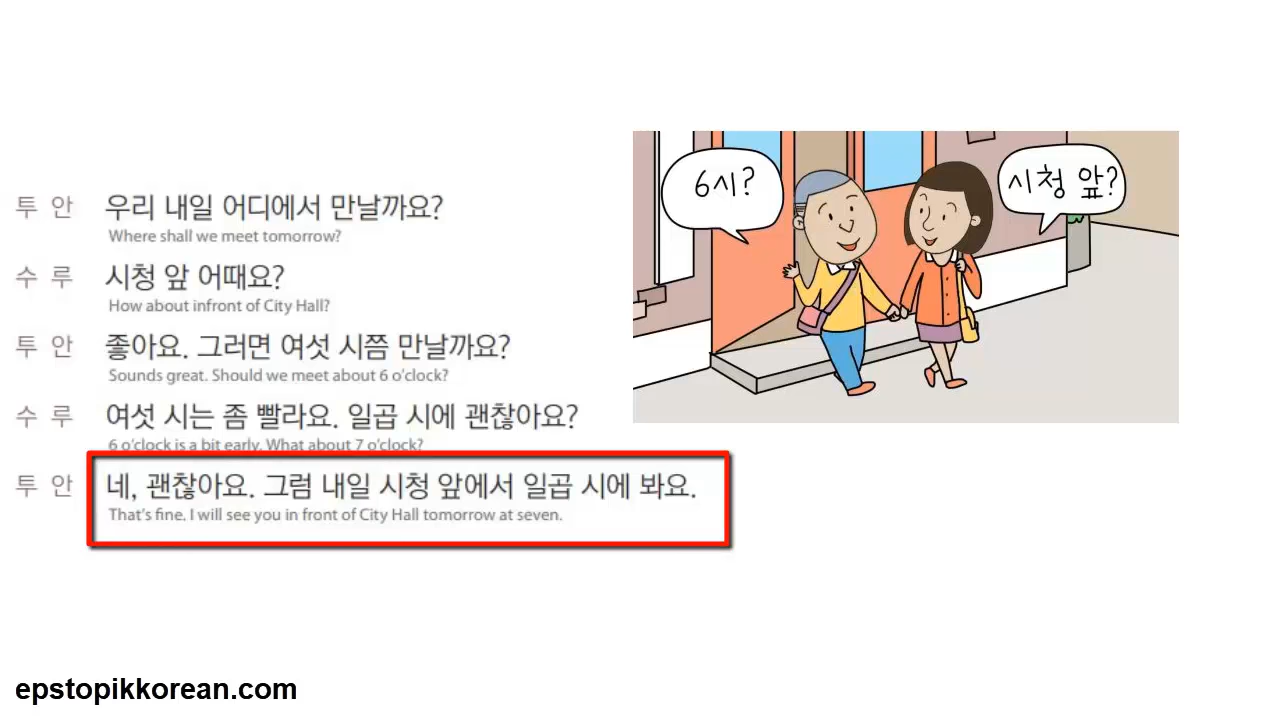 투 안 우리 내일 어디에서 만날까요?
Where shall we meet tomorrow?
수 루 시청 앞 어때요?
How about infront of City Hall?
투 안 좋아요. 그러면 여섯 시쯤 만날까요?
Sounds great. Should we meet about 6 o'clock?
수 루 여섯 시는 좀 빨라요. 일곱 시에 괜찮아요?
6 o'clock is a bit early. What about 7 o'clock?
투 안 네, 괜찮아요. 그럼 내일 시청 앞에서 일곱 시에 봐요.
That's fine. I will see you in front of City Hall tomorrow at seven.
6시?
시청 앞?
epstopikkorean.com